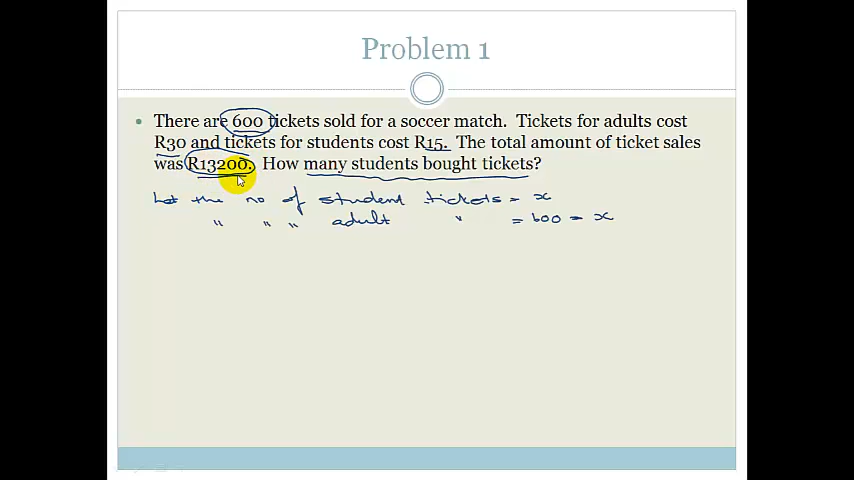 Problem 1
There are 600 tickets sold for a soccer match. Tickets for adults cost
R30 and tickets for students cost R15. The total amount of ticket sales
was R13200. How many students bought tickets?
Let the no of student tickets = x
" " " adult " = 600 - x